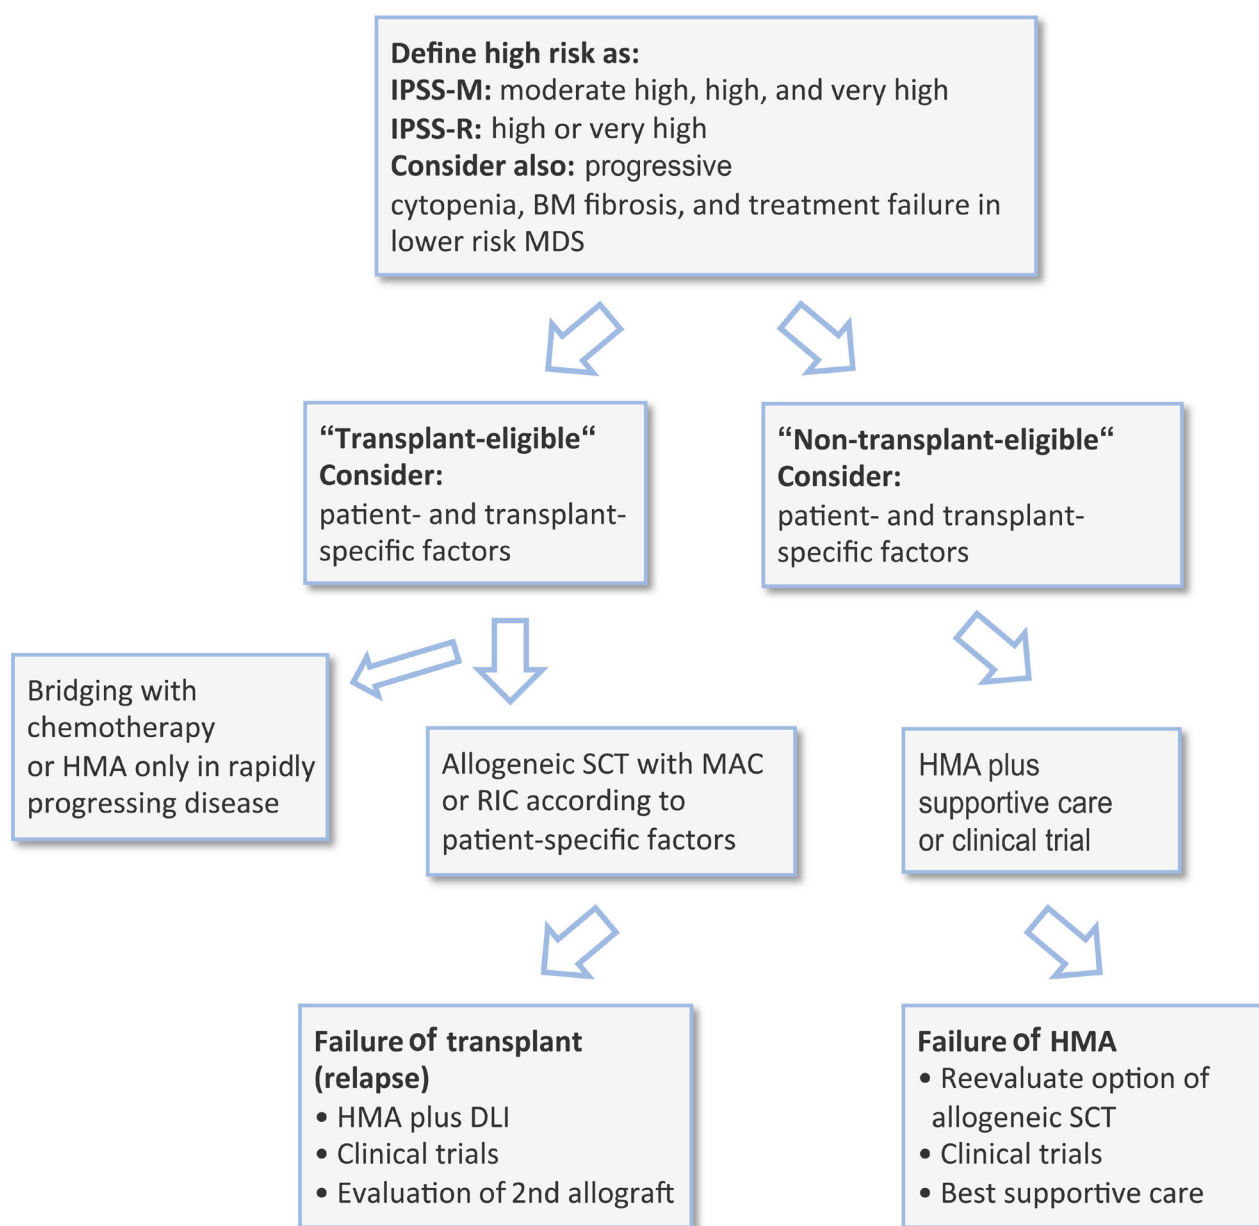 Define high risk as:
IPSS-M: moderate high, high, and very high
IPSS-R: high or very high
Consider also: progressive
cytopenia, BM fibrosis, and treatment failure in
lower risk MDS
“Transplant-eligible“
Consider:
patient- and transplant-
specific factors
“Non-transplant-eligible“
Consider:
patient- and transplant-
specific factors
Bridging with
chemotherapy
or HMA only in rapidly
progressing disease
Allogeneic SCT with MAC
or RIC according to
patient-specific factors
HMA plus
supportive care
or clinical trial
Failure of transplant
(relapse)
• HMA plus DLI
• Clinical trials
• Evaluation of 2nd allograft
Failure of HMA
• Reevaluate option of
allogeneic SCT
• Clinical trials
• Best supportive care